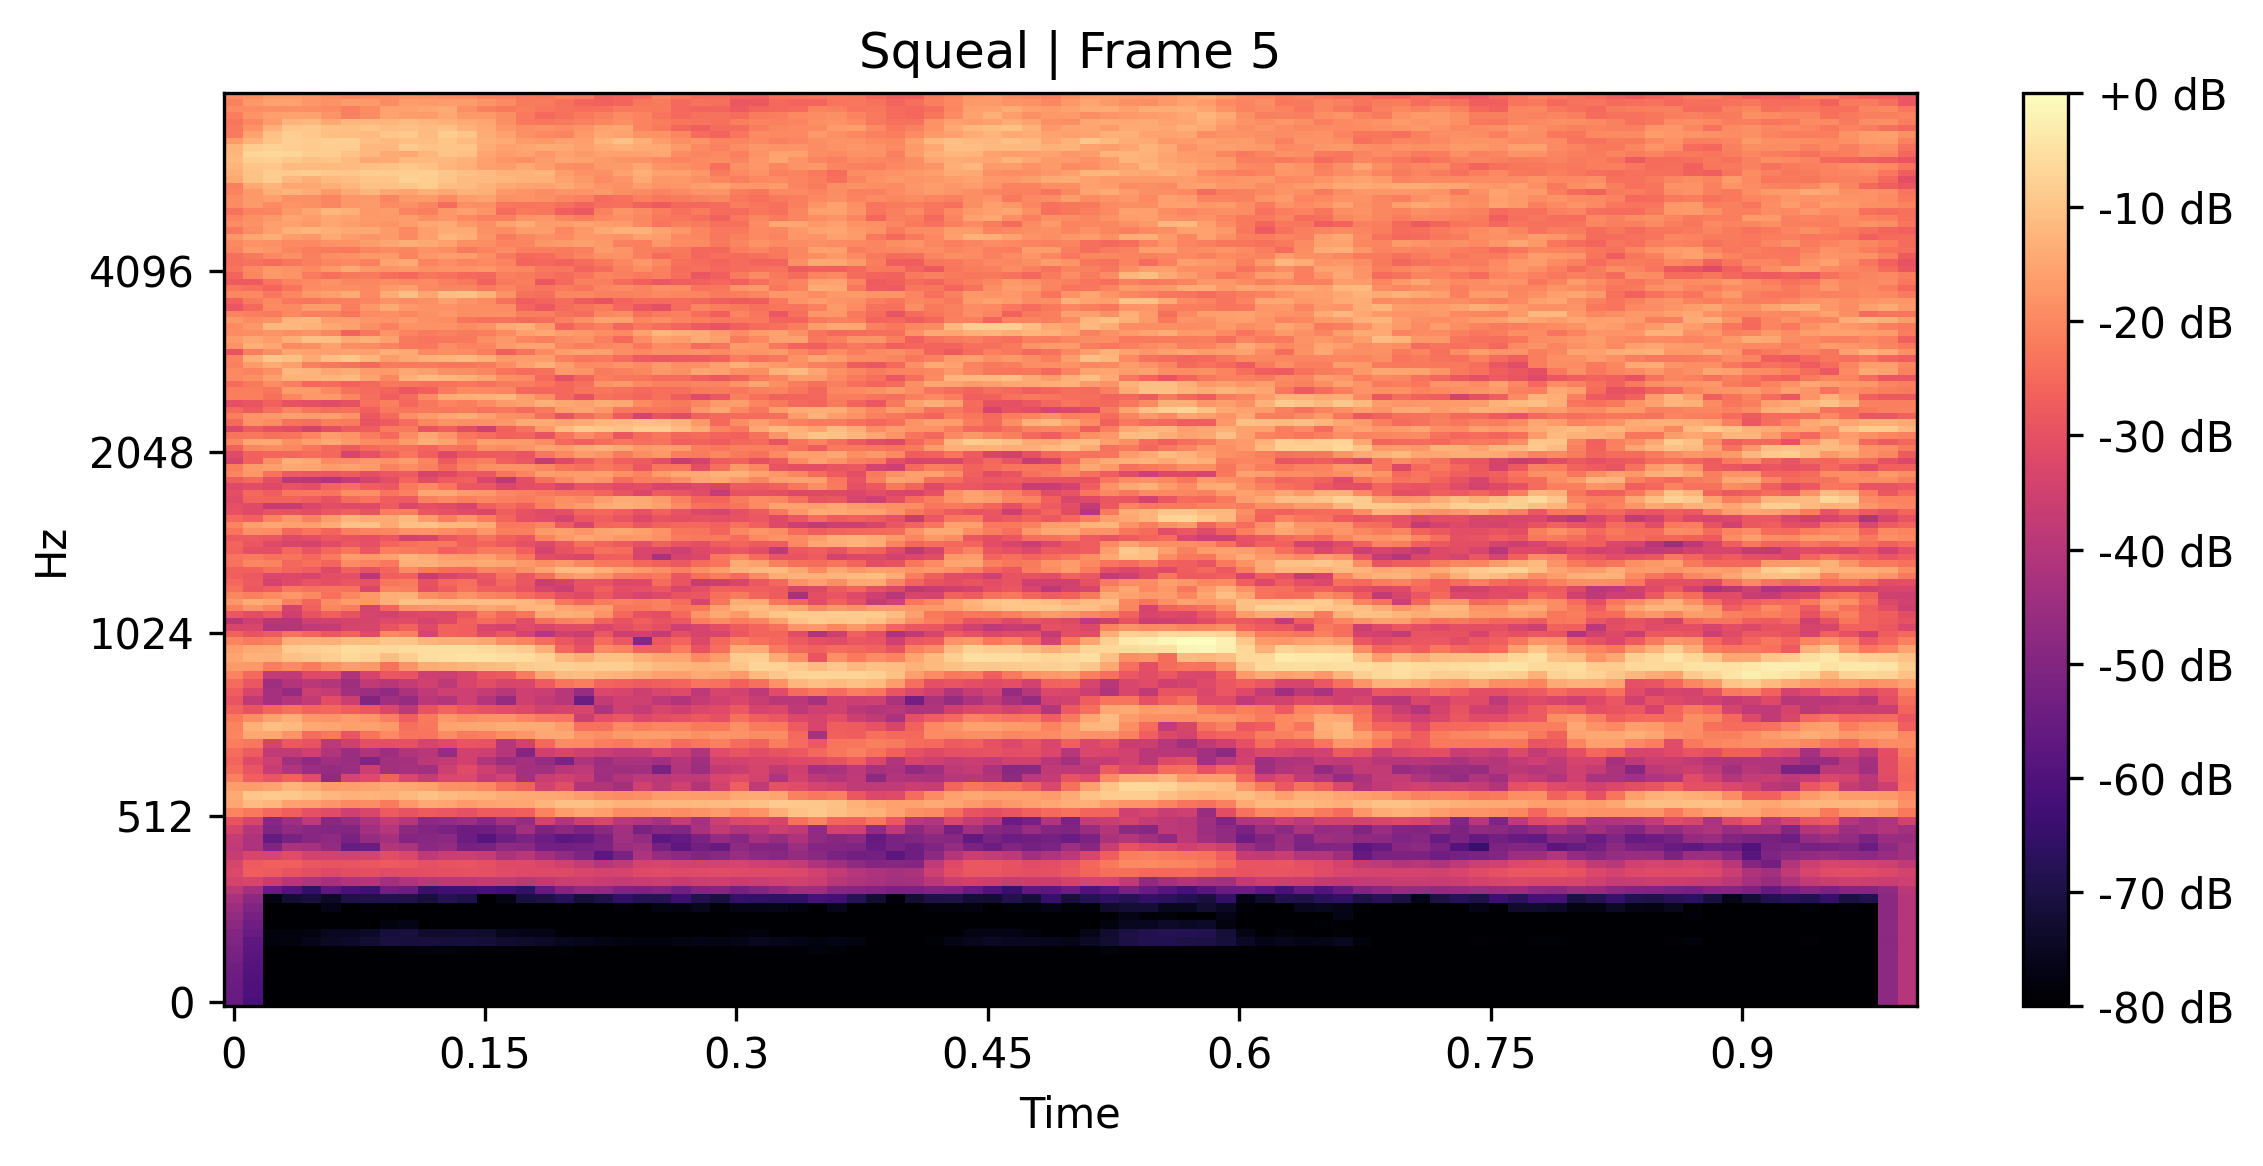 Squeal | Frame 5
+0 dB
-10 dB
-20 dB
-30 dB
-40 dB
-50 dB
-60 dB
-70 dB
-80 dB
Hz
4096
2048
1024
512
0
0 0.15 0.3 0.45 0.6 0.75 0.9
Time